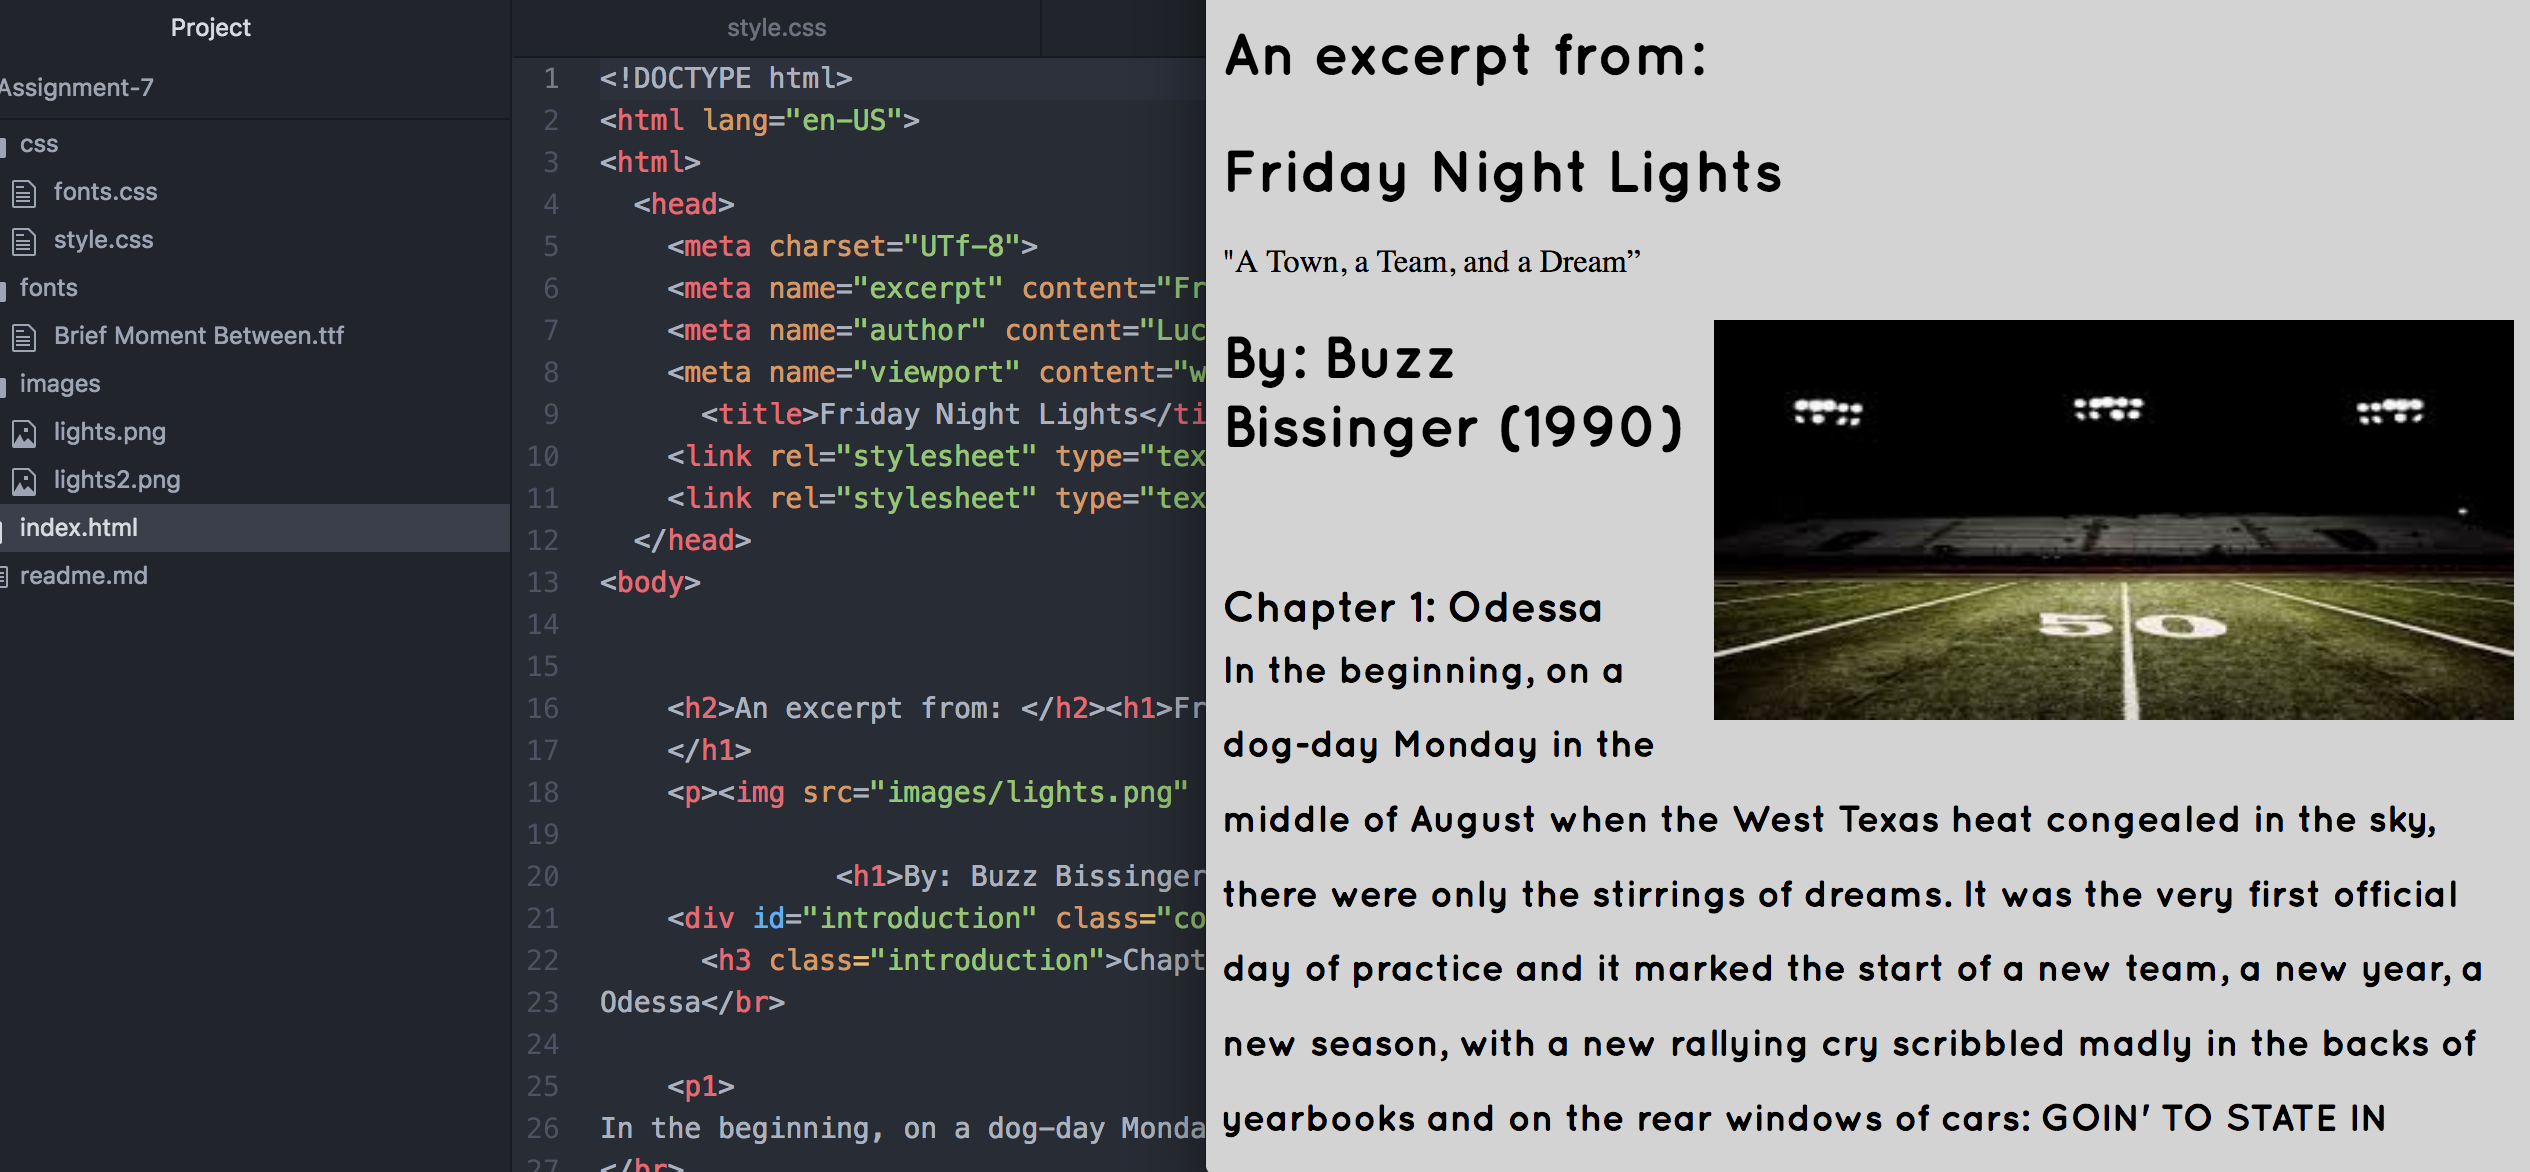 Project
Assignment-7
css
fonts.css
style.css
fonts
Brief Moment Between.ttf
images
lights.png
lights2.png
index.html
readme.md
style.css
1 <!DOCTYPE html>
2 <html lang="en-US">
3 <html>
4 <head>
5 <meta charset="UTf-8">
6 <meta name="excerpt" content="Fr
7 <meta name="author" content="Luc
8 <meta name="viewport" content="w
9 <title>Friday Night Lights</ti
10 <link rel="stylesheet" type="tex
11 <link rel="stylesheet" type="tex
12 </head>
13 <body>
14
15
16 <h2>An excerpt from: </h2><h1>Fr
17 </h1>
18 <p><img src="images/lights.png"
19
20 <h1>By: Buzz Bissinger
21 <div id="introduction" class="co
22 <h3 class="introduction">Chapt
23 Odessa</br>
24
25 <p1>
26 In the beginning, on a dog-day Monda
27 </br>
An excerpt from:
Friday Night Lights
"A Town, a Team, and a Dream”
By: Buzz
Bissinger (1990)
Chapter 1: Odessa
In the beginning, on a
dog-day Monday in the
middle of August when the West Texas heat congealed in the sky,
there were only the stirrings of dreams. It was the very first official
day of practice and it marked the start of a new team, a new year, a
new season, with a new rallying cry scribbled madly in the backs of
yearbooks and on the rear windows of cars: GOIN' TO STATE IN
50